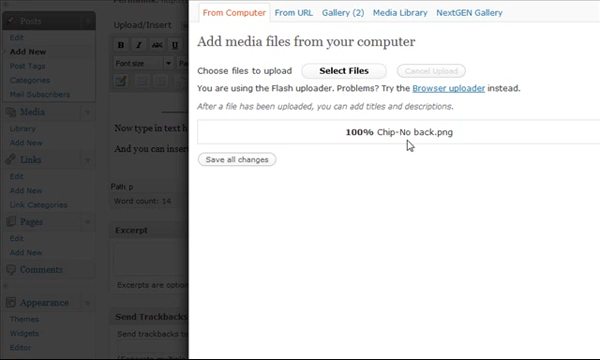 From Computer From URL Gallery (2) Media Library NextGEN Gallery
Add media files from your computer
Choose files to upload Select Files Cancel Upload
You are using the Flash uploader. Problems? Try the Browser uploader instead.
After a file has been uploaded, you can add titles and descriptions.
100% Chip-No back.png
Save all changes
Posts
Edit
Add New
Post Tags
Categories
Mail-Subscribers
Media
Library
Add New
Links
Edit
Add New
Link Categories
Pages
Edit
Add New
Comments
Appearance
Themes
Widgets
Editor
Upload/Insert
Font size
Now type in text h
And you can inser
Path: p
Word count: 14
Excerpt
Excerpts are option
Send Trackbacks
Send trackbacks to